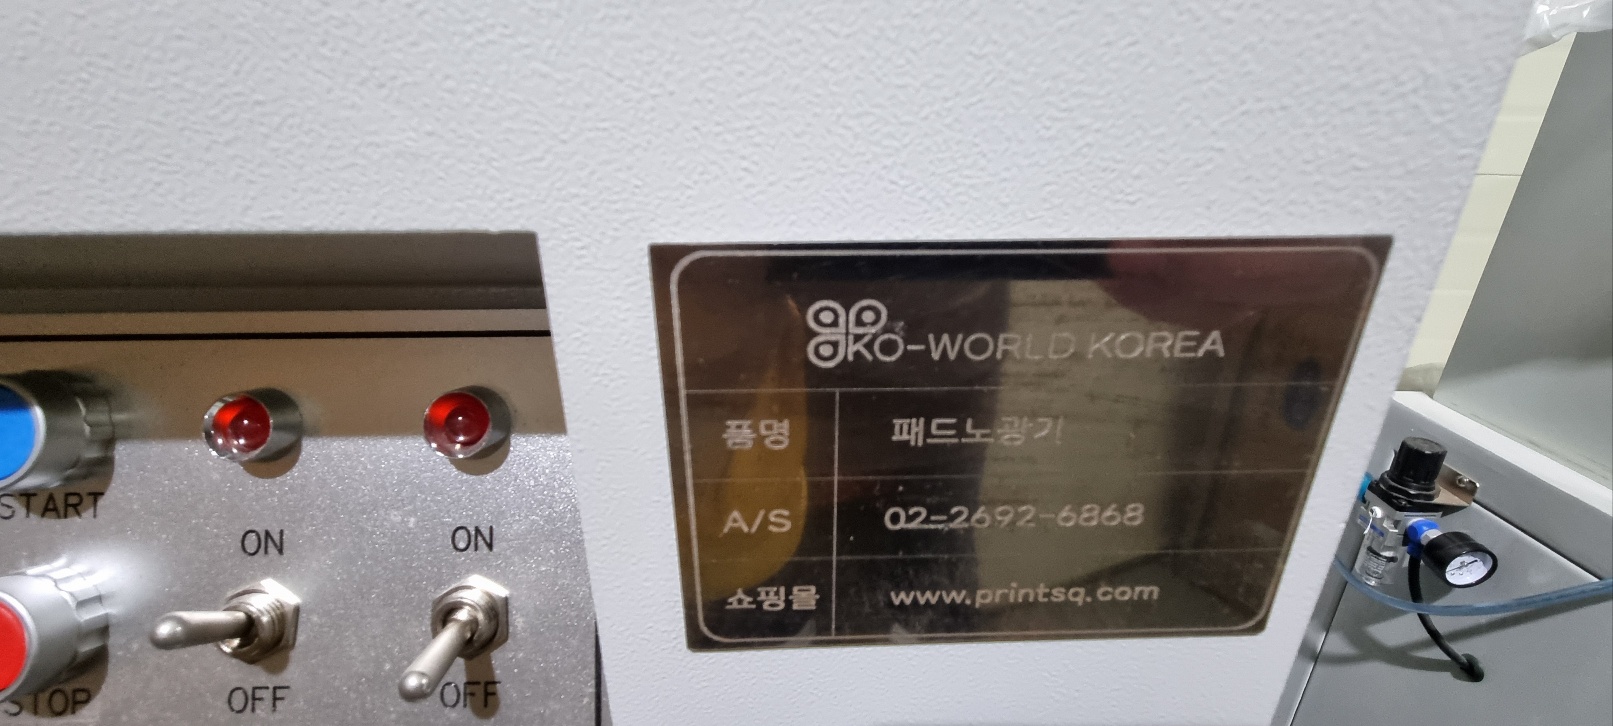 KO-WORLD KOREA
품명 패드노광기
A/S 02-2692-6868
쇼핑몰 www.printsq.com
START
ON ON
STOP
OFF OFF